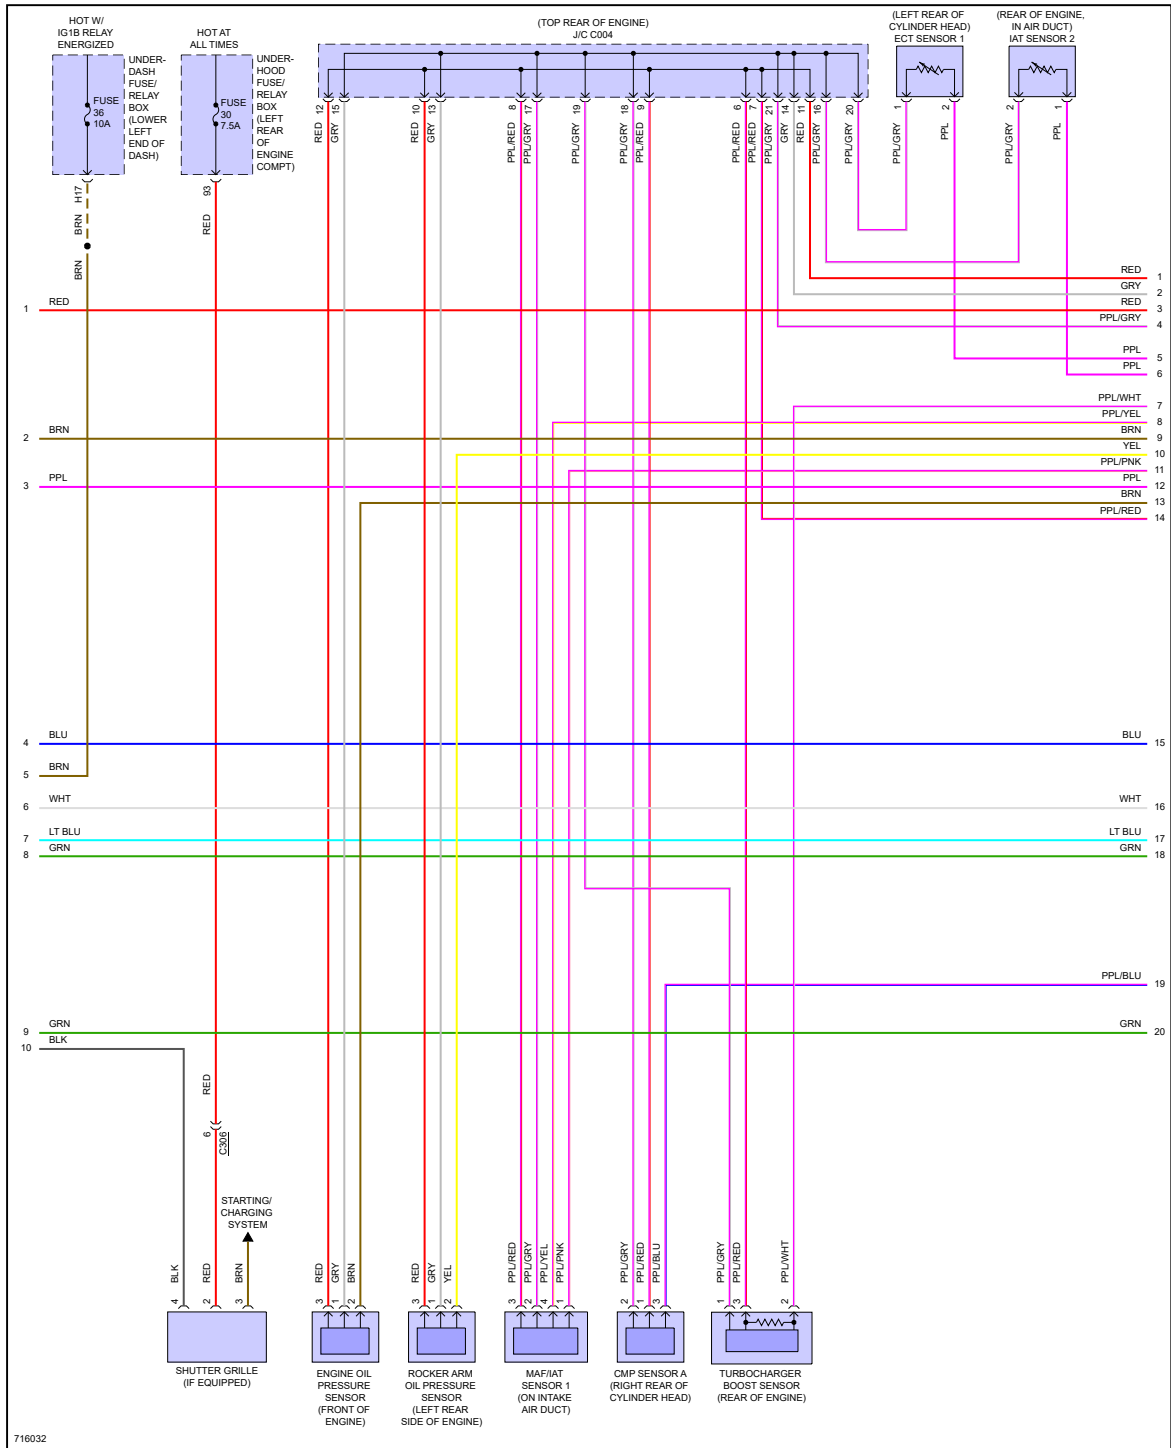 HOT W/
IG1B RELAY
ENERGIZED
HOT AT
ALL TIMES
(TOP REAR OF ENGINE)
J/C C004
(LEFT REAR OF
CYLINDER HEAD)
ECT SENSOR 1
(REAR OF ENGINE,
IN AIR DUCT)
IAT SENSOR 2
FUSE
36
10A
UNDER-
DASH
FUSE/
RELAY
BOX
(LOWER
LEFT
END OF
DASH)
FUSE
30
7.5A
UNDER-
HOOD
FUSE/
RELAY
BOX
(LEFT
REAR
OF
ENGINE
COMPT)
12 15 10 13 8 17 19 18 9 6 7 21 14 11 16 20 1 2 2 1
RED GRY RED GRY PPL/RED PPL/GRY PPL/GRY PPL/GRY PPL/RED PPL/RED PPL/RED PPL/GRY GRY RED PPL/GRY PPL/GRY PPL/GRY PPL PPL/GRY PPL
H17
93
BRN
RED
BRN
RED 1
GRY 2
1 RED RED 3
PPL/GRY 4
PPL 5
PPL 6
PPL/WHT 7
PPL/YEL 8
2 BRN BRN 9
YEL 10
PPL/PNK 11
3 PPL PPL 12
BRN 13
PPL/RED 14
4 BLU BLU 15
5 BRN
6 WHT WHT 16
7 LT BLU LT BLU 17
8 GRN GRN 18
PPL/BLU 19
9 GRN GRN 20
10 BLK
RED
6
C306
STARTING/
CHARGING
SYSTEM
BLK RED BRN RED GRY BRN RED GRY YEL PPL/RED PPL/GRY PPL/YEL PPL/PNK PPL/GRY PPL/RED PPL/BLU PPL/GRY PPL/RED PPL/WHT
4 2 3 3 1 2 3 1 2 3 2 4 1 2 1 3 1 3 2
SHUTTER GRILLE
(IF EQUIPPED)
ENGINE OIL
PRESSURE
SENSOR
(FRONT OF
ENGINE)
ROCKER ARM
OIL PRESSURE
SENSOR
(LEFT REAR
SIDE OF ENGINE)
MAF/IAT
SENSOR 1
(ON INTAKE
AIR DUCT)
CMP SENSOR A
(RIGHT REAR OF
CYLINDER HEAD)
TURBOCHARGER
BOOST SENSOR
(REAR OF ENGINE)
716032